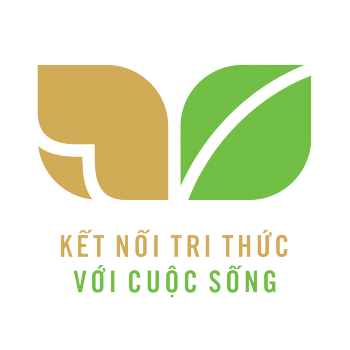 KẾT NỐI TRI THỨC
VỚI CUỘC SỐNG